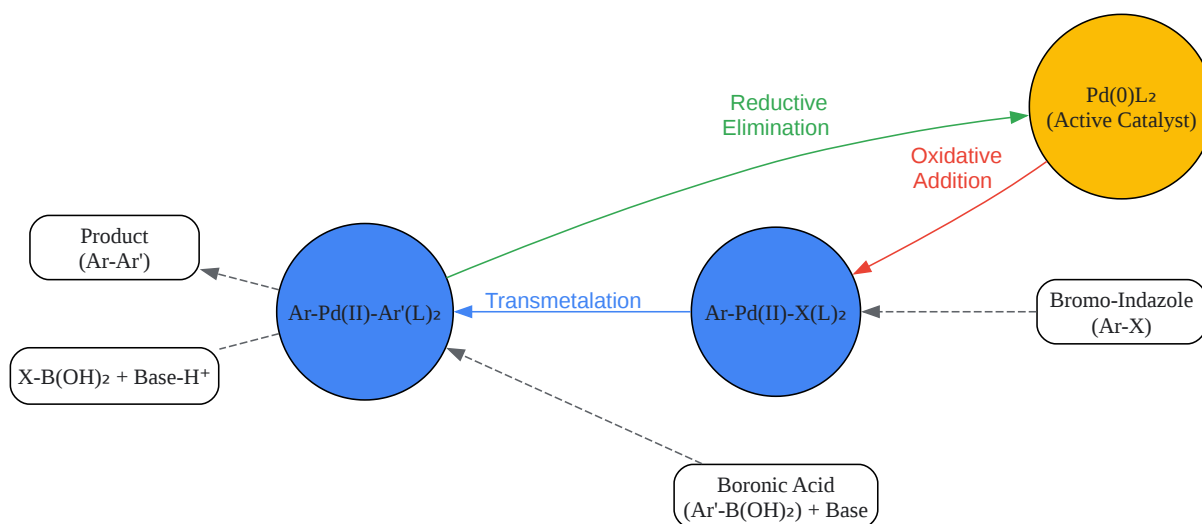 Reductive
Elimination
Pd(0)L₂
(Active Catalyst)
Oxidative
Addition
Product
(Ar-Ar')
Ar-Pd(II)-Ar'(L)₂
Transmetalation
Ar-Pd(II)-X(L)₂
Bromo-Indazole
(Ar-X)
X-B(OH)₂ + Base-H⁺
Boronic Acid
(Ar'-B(OH)₂) + Base